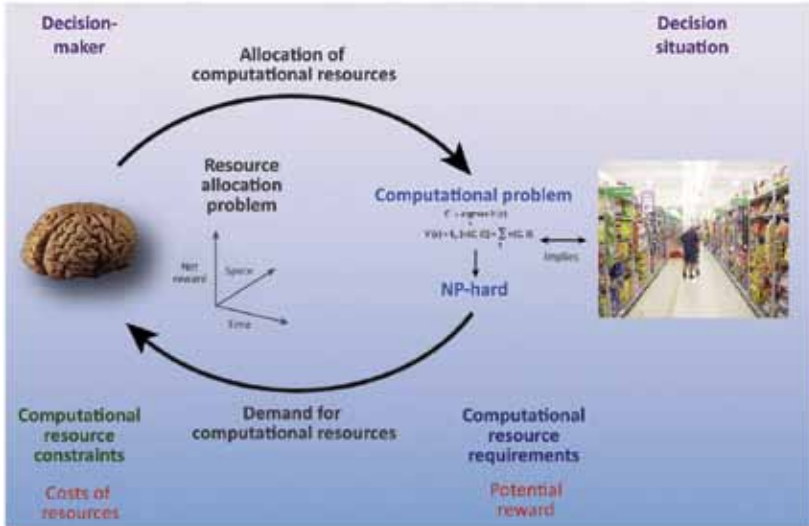 Decision-
maker
Decision
situation
Allocation of
computational resources
Resource
allocation
problem
Net
reward
Space
Time
Computational problem
Implies
NP-hard
Demand for
computational resources
Computational
resource
constraints
Costs of
resources
Computational
resource
requirements
Potential
reward